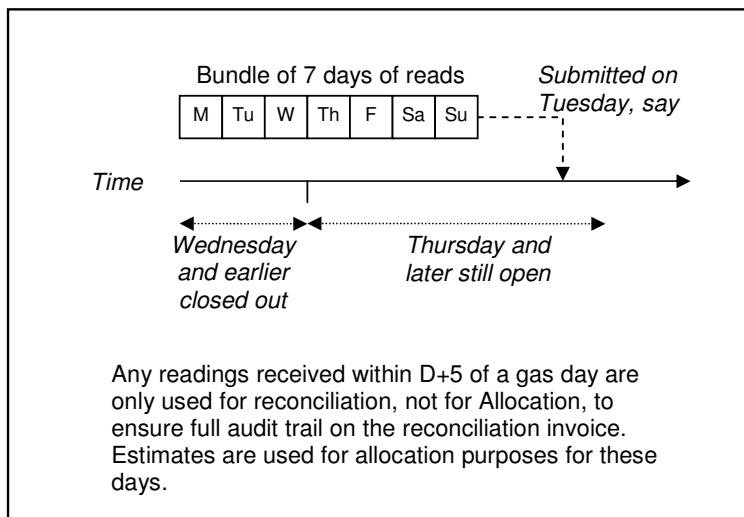 Bundle of 7 days of reads
Submitted on
Tuesday, say
M Tu W Th F Sa Su
Time
Wednesday
and earlier
closed out
Thursday and
later still open
Any readings received within D+5 of a gas day are
only used for reconciliation, not for Allocation, to
ensure full audit trail on the reconciliation invoice.
Estimates are used for allocation purposes for these
days.